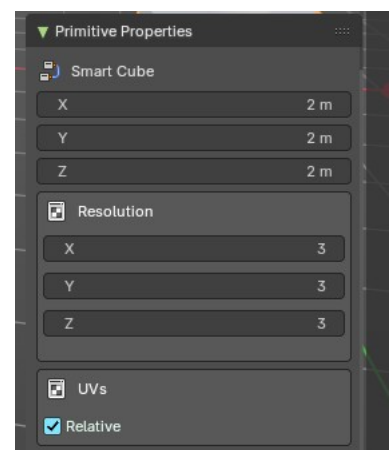 Primitive Properties
Smart Cube
X 2 m
Y 2 m
Z 2 m
Resolution
X 3
Y 3
Z 3
UVs
Relative